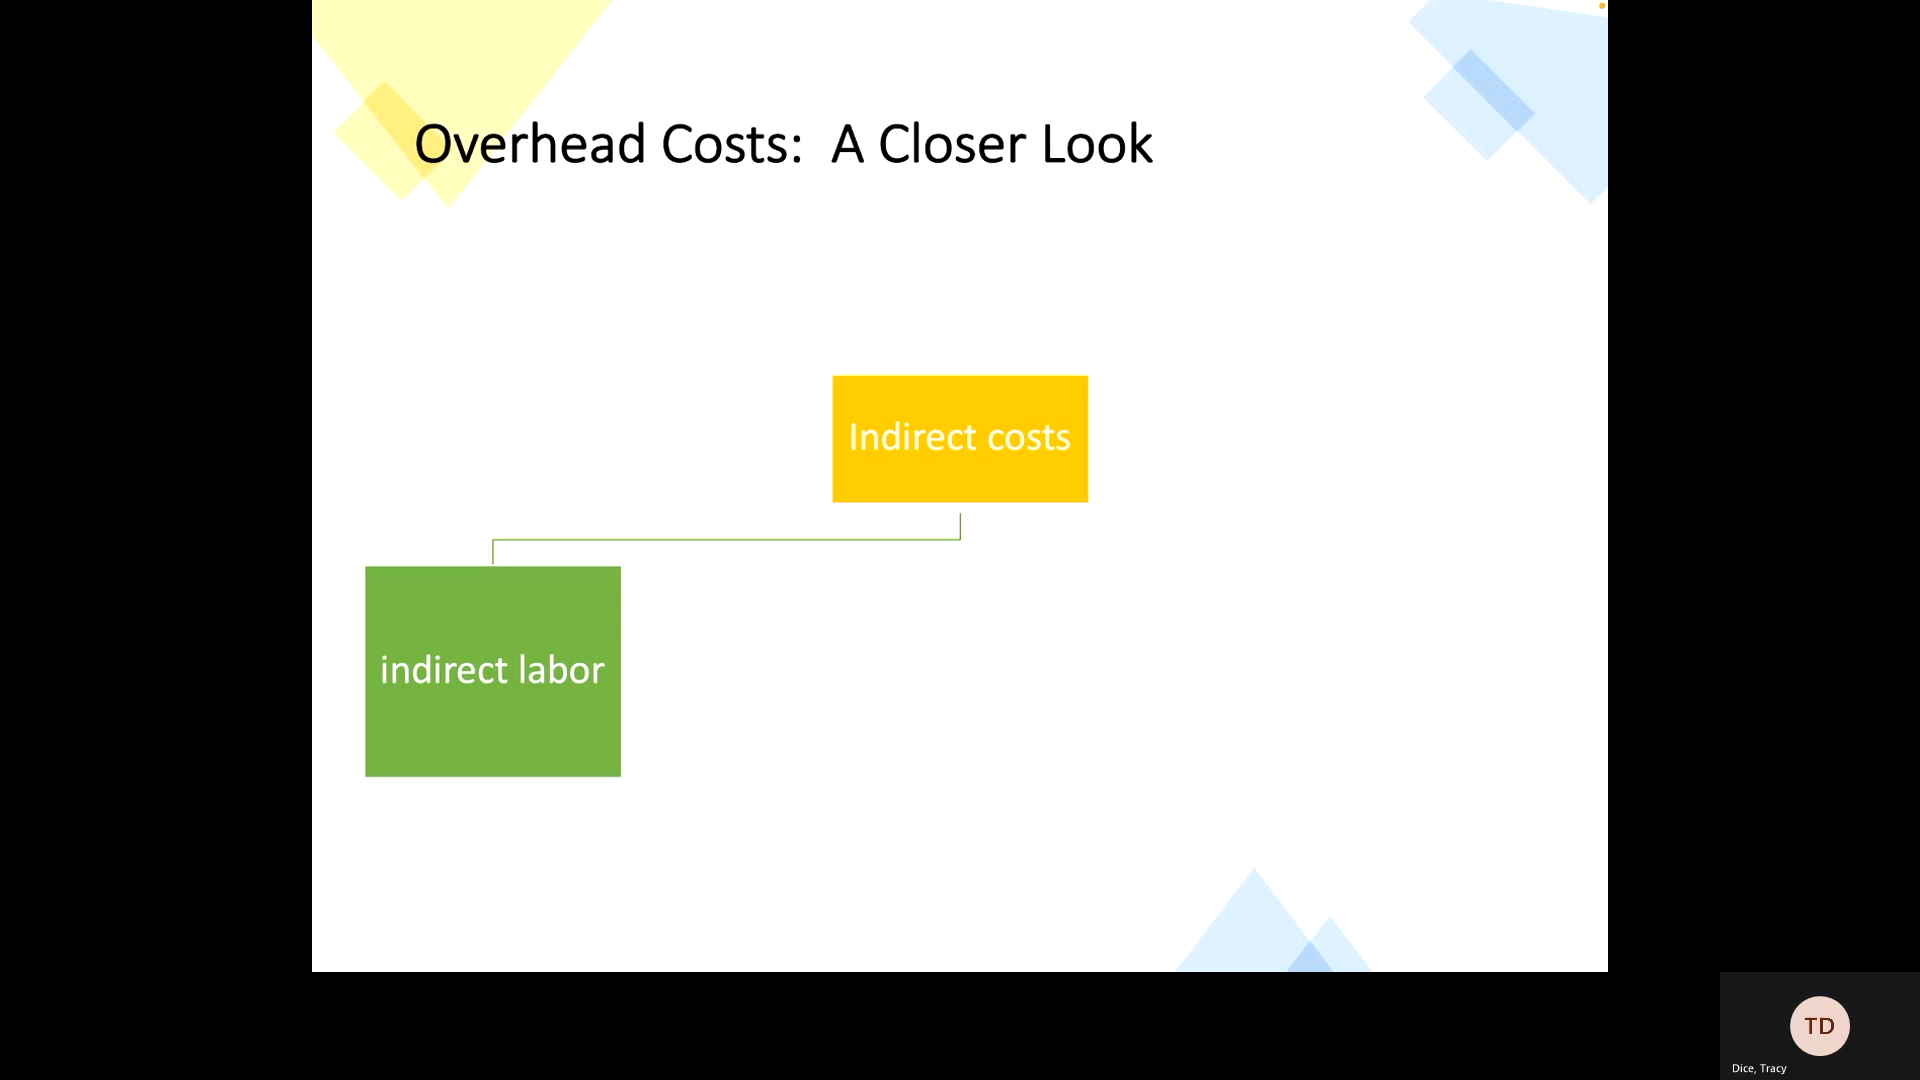 Overhead Costs:  A Closer Look
Indirect costs
indirect labor
TD
Dice, Tracy